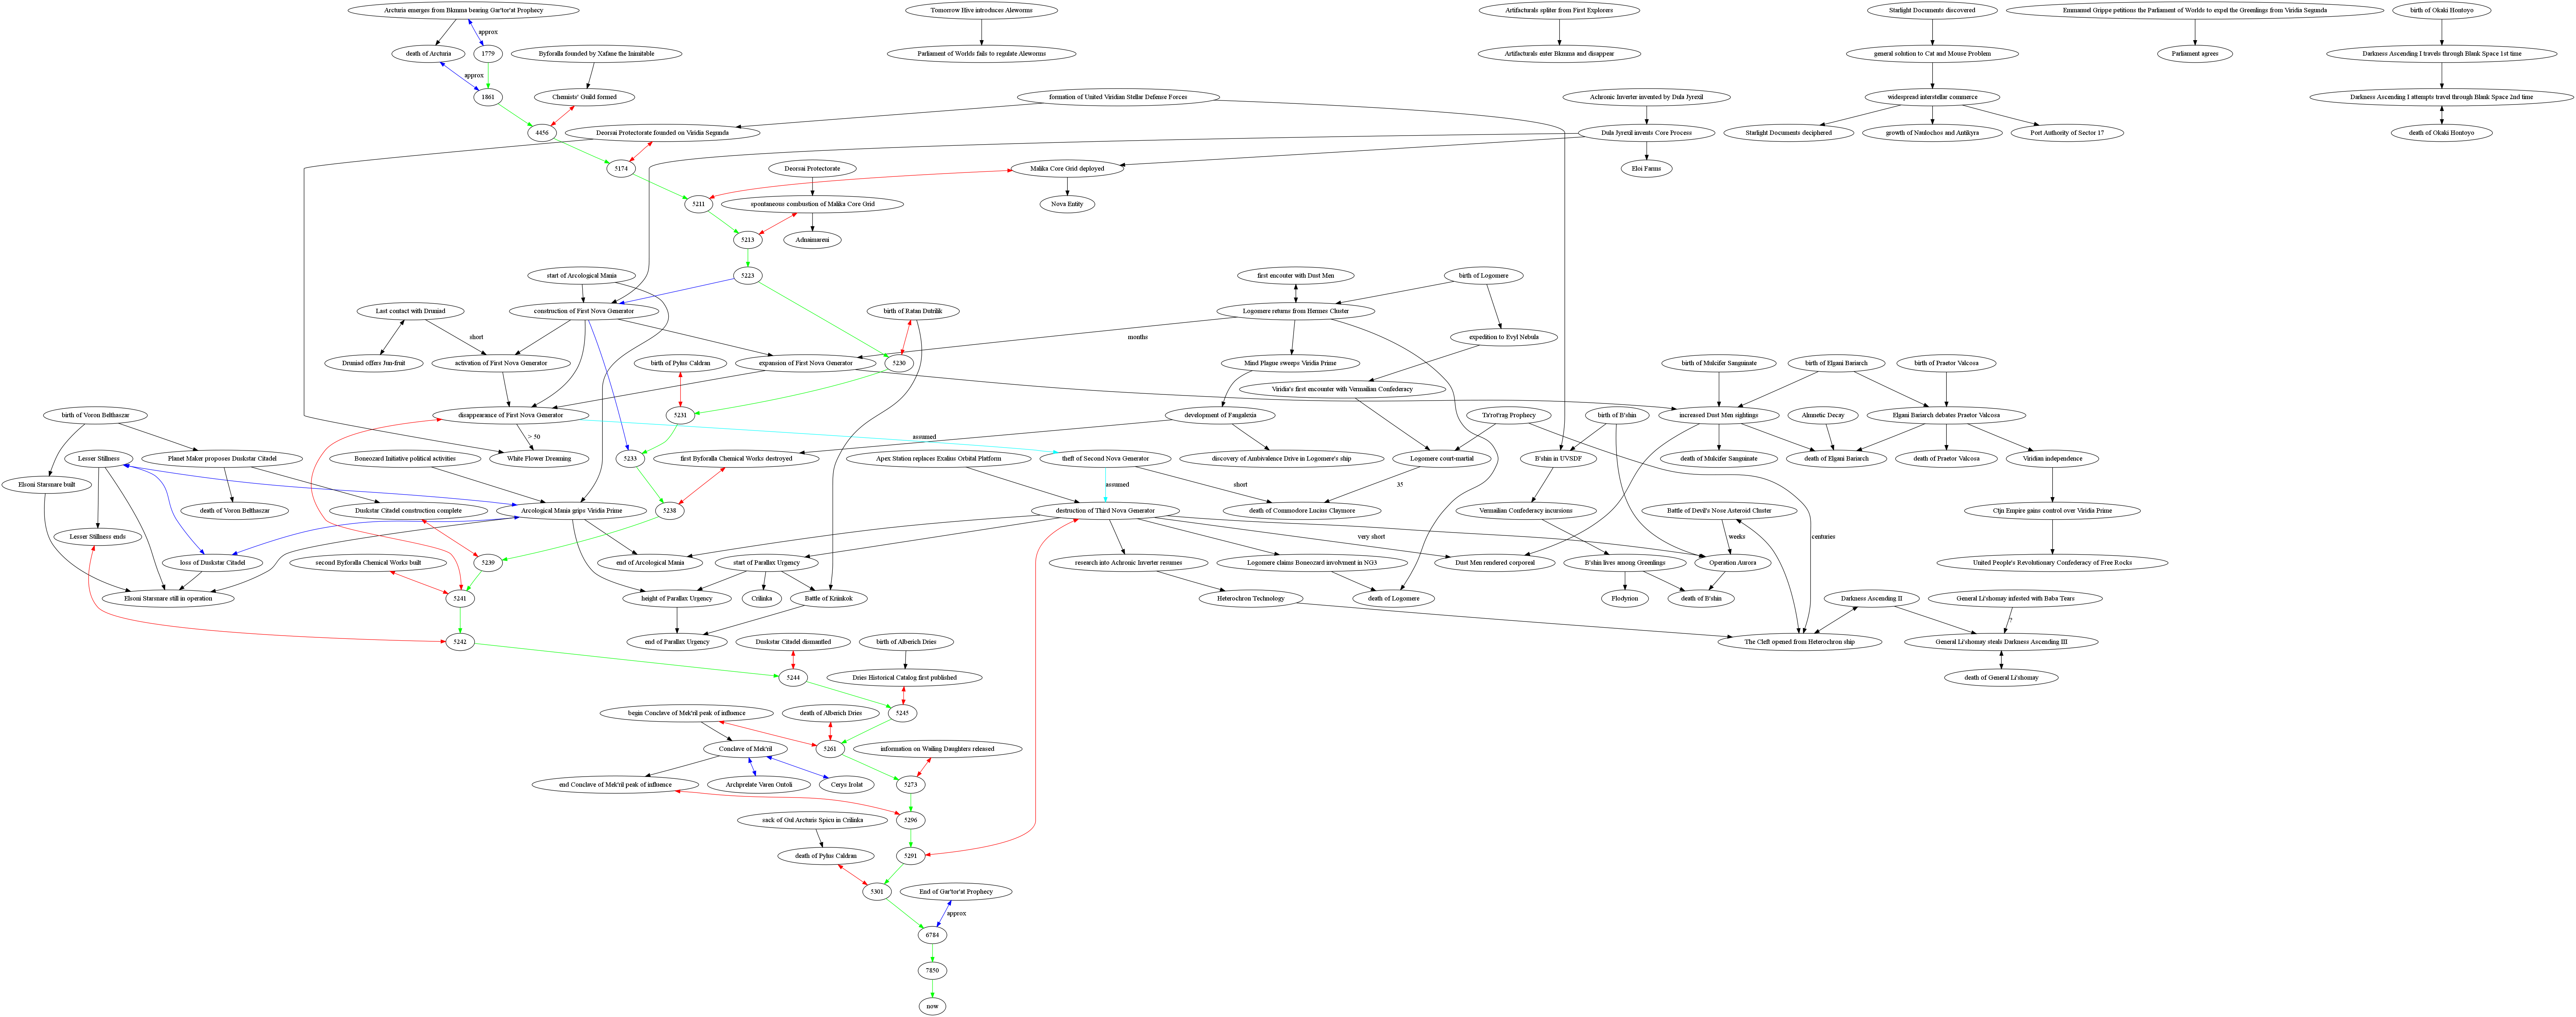 Arcturia emerges from Bkmma bearing Gar'tor'at Prophecy
Tomorrow Hive introduces Aleworms
Artifacturals spliter from First Explorers
Starlight Documents discovered
Emmanuel Grippe petitions the Parliament of Worlds to expel the Greenlings from Viridia Segunda
birth of Okaki Hontoyo
approx
death of Arcturia
1779
Byforalla founded by Xafane the Inimitable
Parliament of Worlds fails to regulate Aleworms
Artifacturals enter Bkmma and disappear
general solution to Cat and Mouse Problem
Parliament agrees
Darkness Ascending I travels through Blank Space 1st time
approx
1861
Chemists' Guild formed
formation of United Viridian Stellar Defense Forces
Achronic Inverter invented by Dula Jyrexil
widespread interstellar commerce
Darkness Ascending I attempts travel through Blank Space 2nd time
4456
Deorsai Protectorate founded on Viridia Segunda
Dula Jyrexil invents Core Process
Starlight Documents deciphered
growth of Naulochos and Antikyra
Port Authority of Sector 17
death of Okaki Hontoyo
5174
Deorsai Protectorate
Malika Core Grid deployed
Eloi Farms
5211
spontaneous combustion of Malika Core Grid
Nova Entity
5213
Adnaimareni
start of Arcological Mania
5223
first encouter with Dust Men
birth of Logomere
Last contact with Druniad
construction of First Nova Generator
birth of Ratan Dutrilik
Logomere returns from Hermes Cluster
short
months
expedition to Evyl Nebula
Druniad offers Jun-fruit
activation of First Nova Generator
birth of Pylus Caldran
expansion of First Nova Generator
5230
Mind Plague sweeps Viridia Prime
birth of Mulcifer Sanguinate
birth of Elgani Bariarch
birth of Praetor Valcosa
Viridia's first encounter with Vermailian Confederacy
birth of Voron Belthaszar
disappearance of First Nova Generator
5231
development of Fangalexia
Ta'rot'rag Prophecy
birth of B'shin
increased Dust Men sightings
Almnetic Decay
Elgani Bariarch debates Praetor Valcosa
> 50
assumed
Lesser Stillness
Planet Maker proposes Duskstar Citadel
Boneozard Initiative political activities
White Flower Dreaming
5233
first Byforalla Chemical Works destroyed
Apex Station replaces Exalius Orbital Platform
theft of Second Nova Generator
discovery of Ambivalence Drive in Logomere's ship
Logomere court-martial
B'shin in UVSDF
death of Mulcifer Sanguinate
death of Elgani Bariarch
death of Praetor Valcosa
Viridian independence
Elsoni Starsnare built
assumed
short
35
death of Voron Belthaszar
Duskstar Citadel construction complete
Arcological Mania grips Viridia Prime
5238
destruction of Third Nova Generator
death of Commodore Lucius Claymore
Vermailian Confederacy incursions
Battle of Devil's Nose Asteroid Cluster
Ctjn Empire gains control over Viridia Prime
Lesser Stillness ends
very short
weeks
centuries
loss of Duskstar Citadel
second Byforalla Chemical Works built
5239
end of Arcological Mania
start of Parallax Urgency
research into Achronic Inverter resumes
Logomere claims Boneozard involvment in NG3
Dust Men rendered corporeal
B'shin lives among Greenlings
Operation Aurora
United People's Revolutionary Confederacy of Free Rocks
Elsoni Starsnare still in operation
5241
height of Parallax Urgency
Crilinka
Battle of Kriinkok
Heterochron Technology
death of Logomere
Flodyrion
death of B'shin
Darkness Ascending II
General Li'shomay infested with Baba Tears
?
5242
end of Parallax Urgency
Duskstar Citadel dismantled
birth of Alberich Dries
The Cleft opened from Heterochron ship
General Li'shomay steals Darkness Ascending III
5244
Dries Historical Catalog first published
death of General Li'shomay
begin Conclave of Mek'ril peak of influence
death of Alberich Dries
5245
Conclave of Mek'ril
5261
information on Wailing Daughters released
end Conclave of Mek'ril peak of influence
Archprelate Varen Ontoli
Cerys Irolat
5273
sack of Gul Arcturis Spicu in Crilinka
5296
death of Pylus Caldran
5291
5301
End of Gar'tor'at Prophecy
approx
6784
7850
now